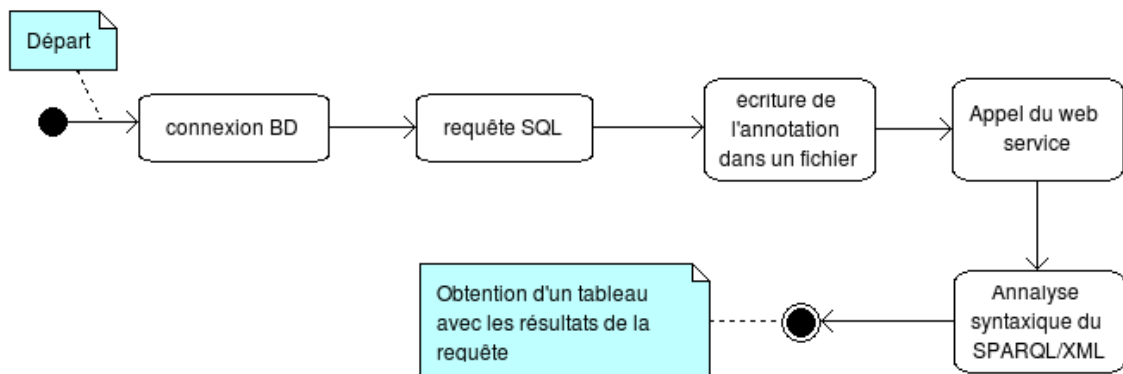 Départ
connexion BD
requête SQL
ecriture de
l'annotation
dans un fichier
Appel du web
service
Annalyse
syntaxique du
SPARQL/XML
Obtention d'un tableau
avec les résultats de la
requête